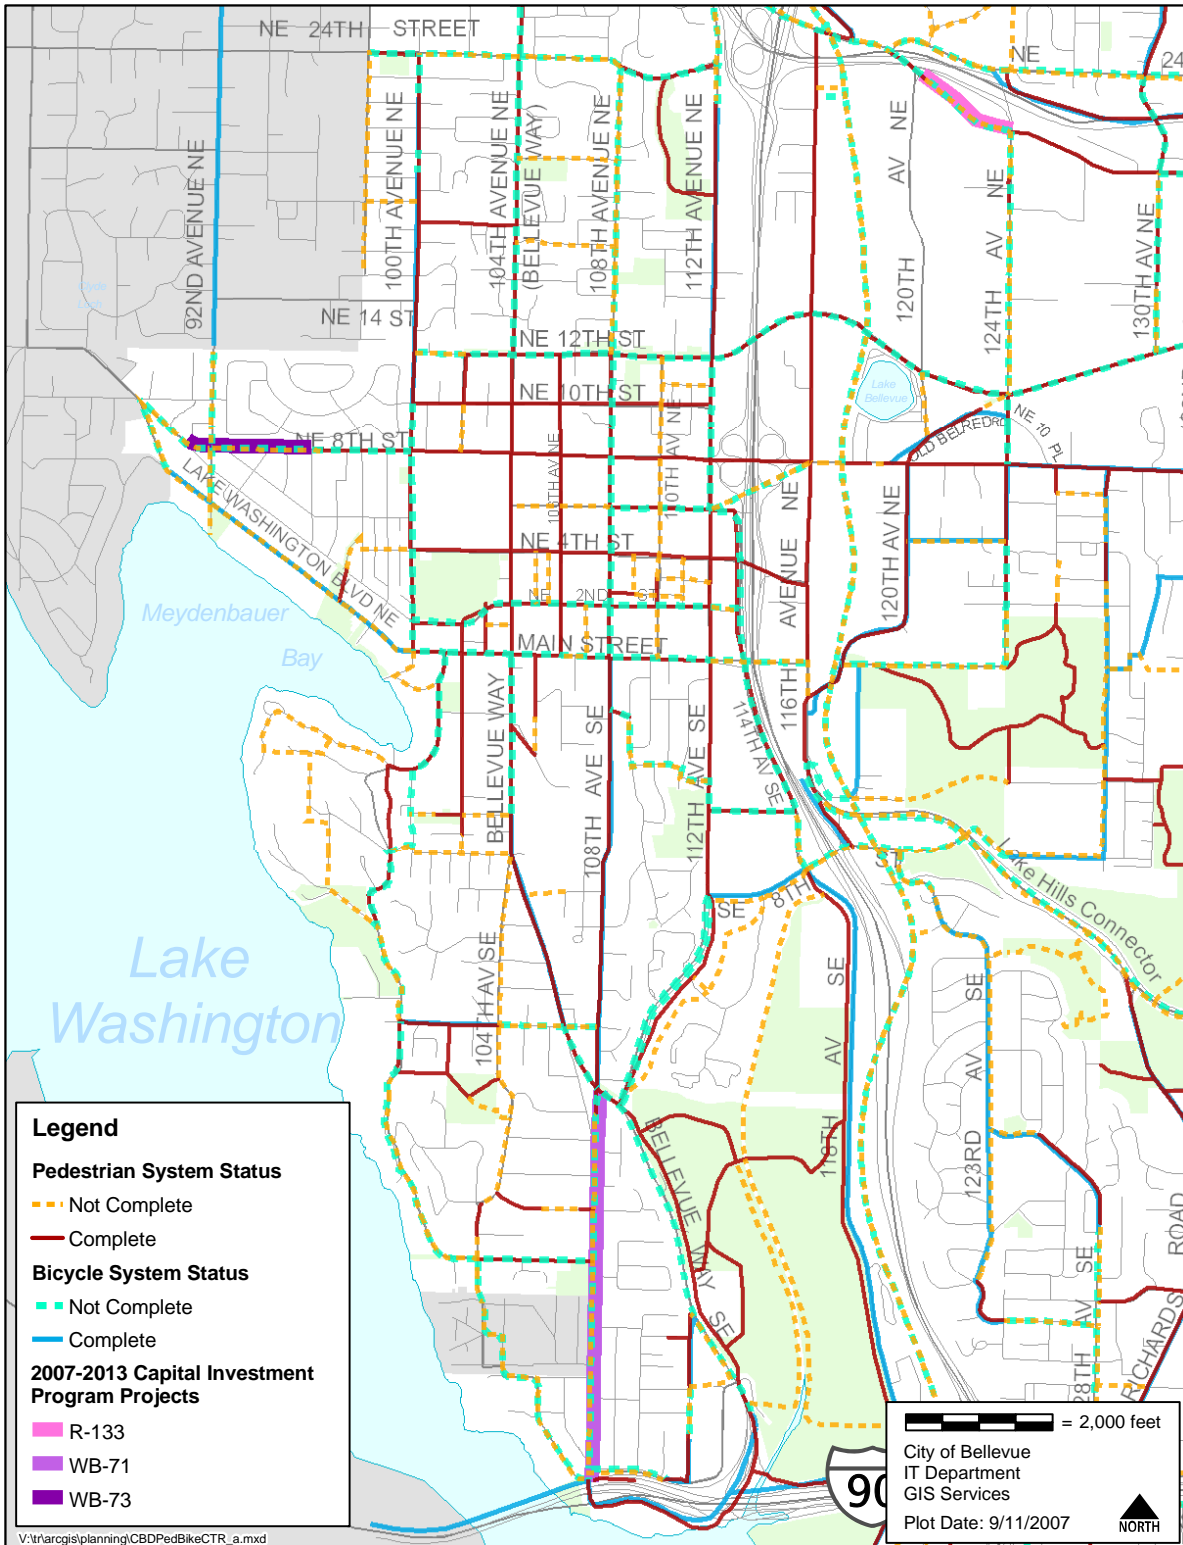 NE 24TH STREET
NE
24
92ND AVENUE NE
100TH AVENUE NE
104TH AVENUE NE
(BELLEVUE WAY)
108TH AVENUE NE
112TH AVENUE NE
120TH AV NE
124TH AV NE
130TH AV NE
Clyde
NE 14 ST
NE 12TH ST
NE 10TH ST
Lake
Bellevue
OLD BELRED RD
NE 10 PL
NE 8TH ST
106TH AV NE
110TH AV NE
LAKE WASHINGTON BLVD NE
NE 4TH ST
116TH AVENUE NE
120TH AV NE
NE 2ND ST
Meydenbauer
Bay
MAIN STREET
BELLEVUE WAY
108TH AVE SE
112TH AVE SE
114TH AV SE
SE 8TH ST
Lake Hills Connector
Lake
Washington
104TH AV SE
118TH AV SE
123RD AV SE
BELLEVUE WAY SE
28TH AV SE
RICHARDS ROAD
90
Legend
Pedestrian System Status
Not Complete
Complete
Bicycle System Status
Not Complete
Complete
2007-2013 Capital Investment
Program Projects
R-133
WB-71
WB-73
= 2,000 feet
City of Bellevue
IT Department
GIS Services
Plot Date: 9/11/2007
NORTH
V:\tr\arcgis\planning\CBDPedBikeCTR_a.mxd